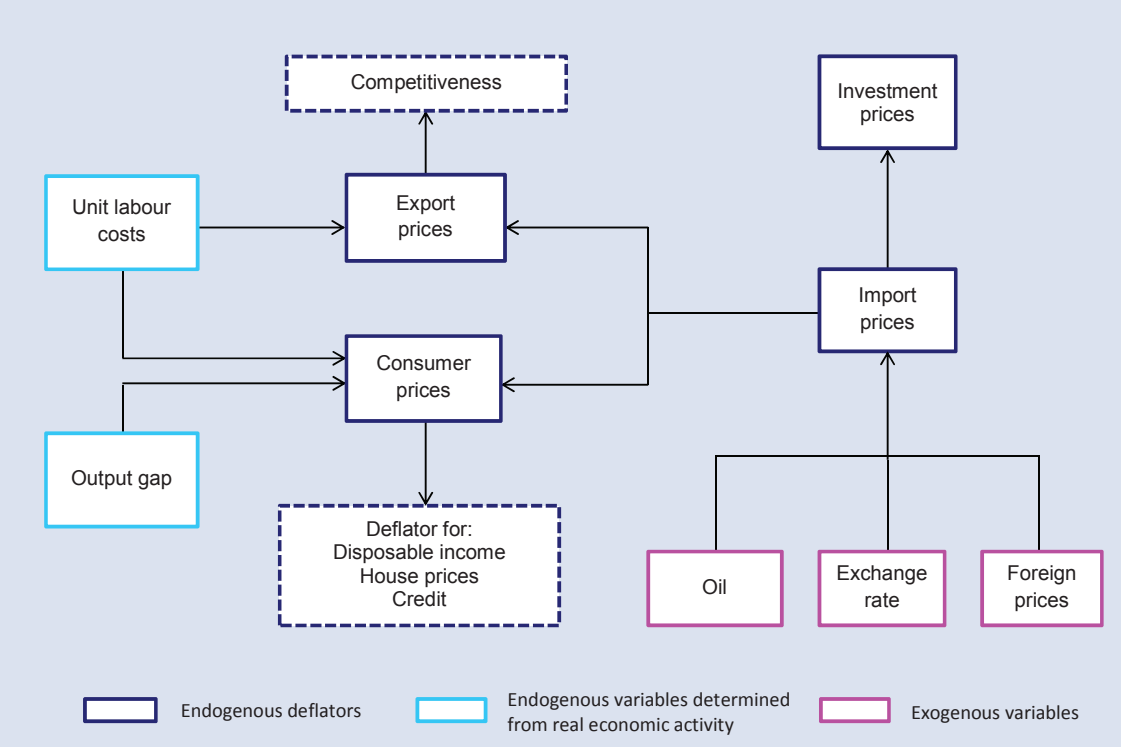 Competitiveness
Investment
prices
Unit labour
costs
Export
prices
Import
prices
Consumer
prices
Output gap
Deflator for:
Disposable income
House prices
Credit
Oil
Exchange
rate
Foreign
prices
Endogenous deflators
Endogenous variables determined
from real economic activity
Exogenous variables